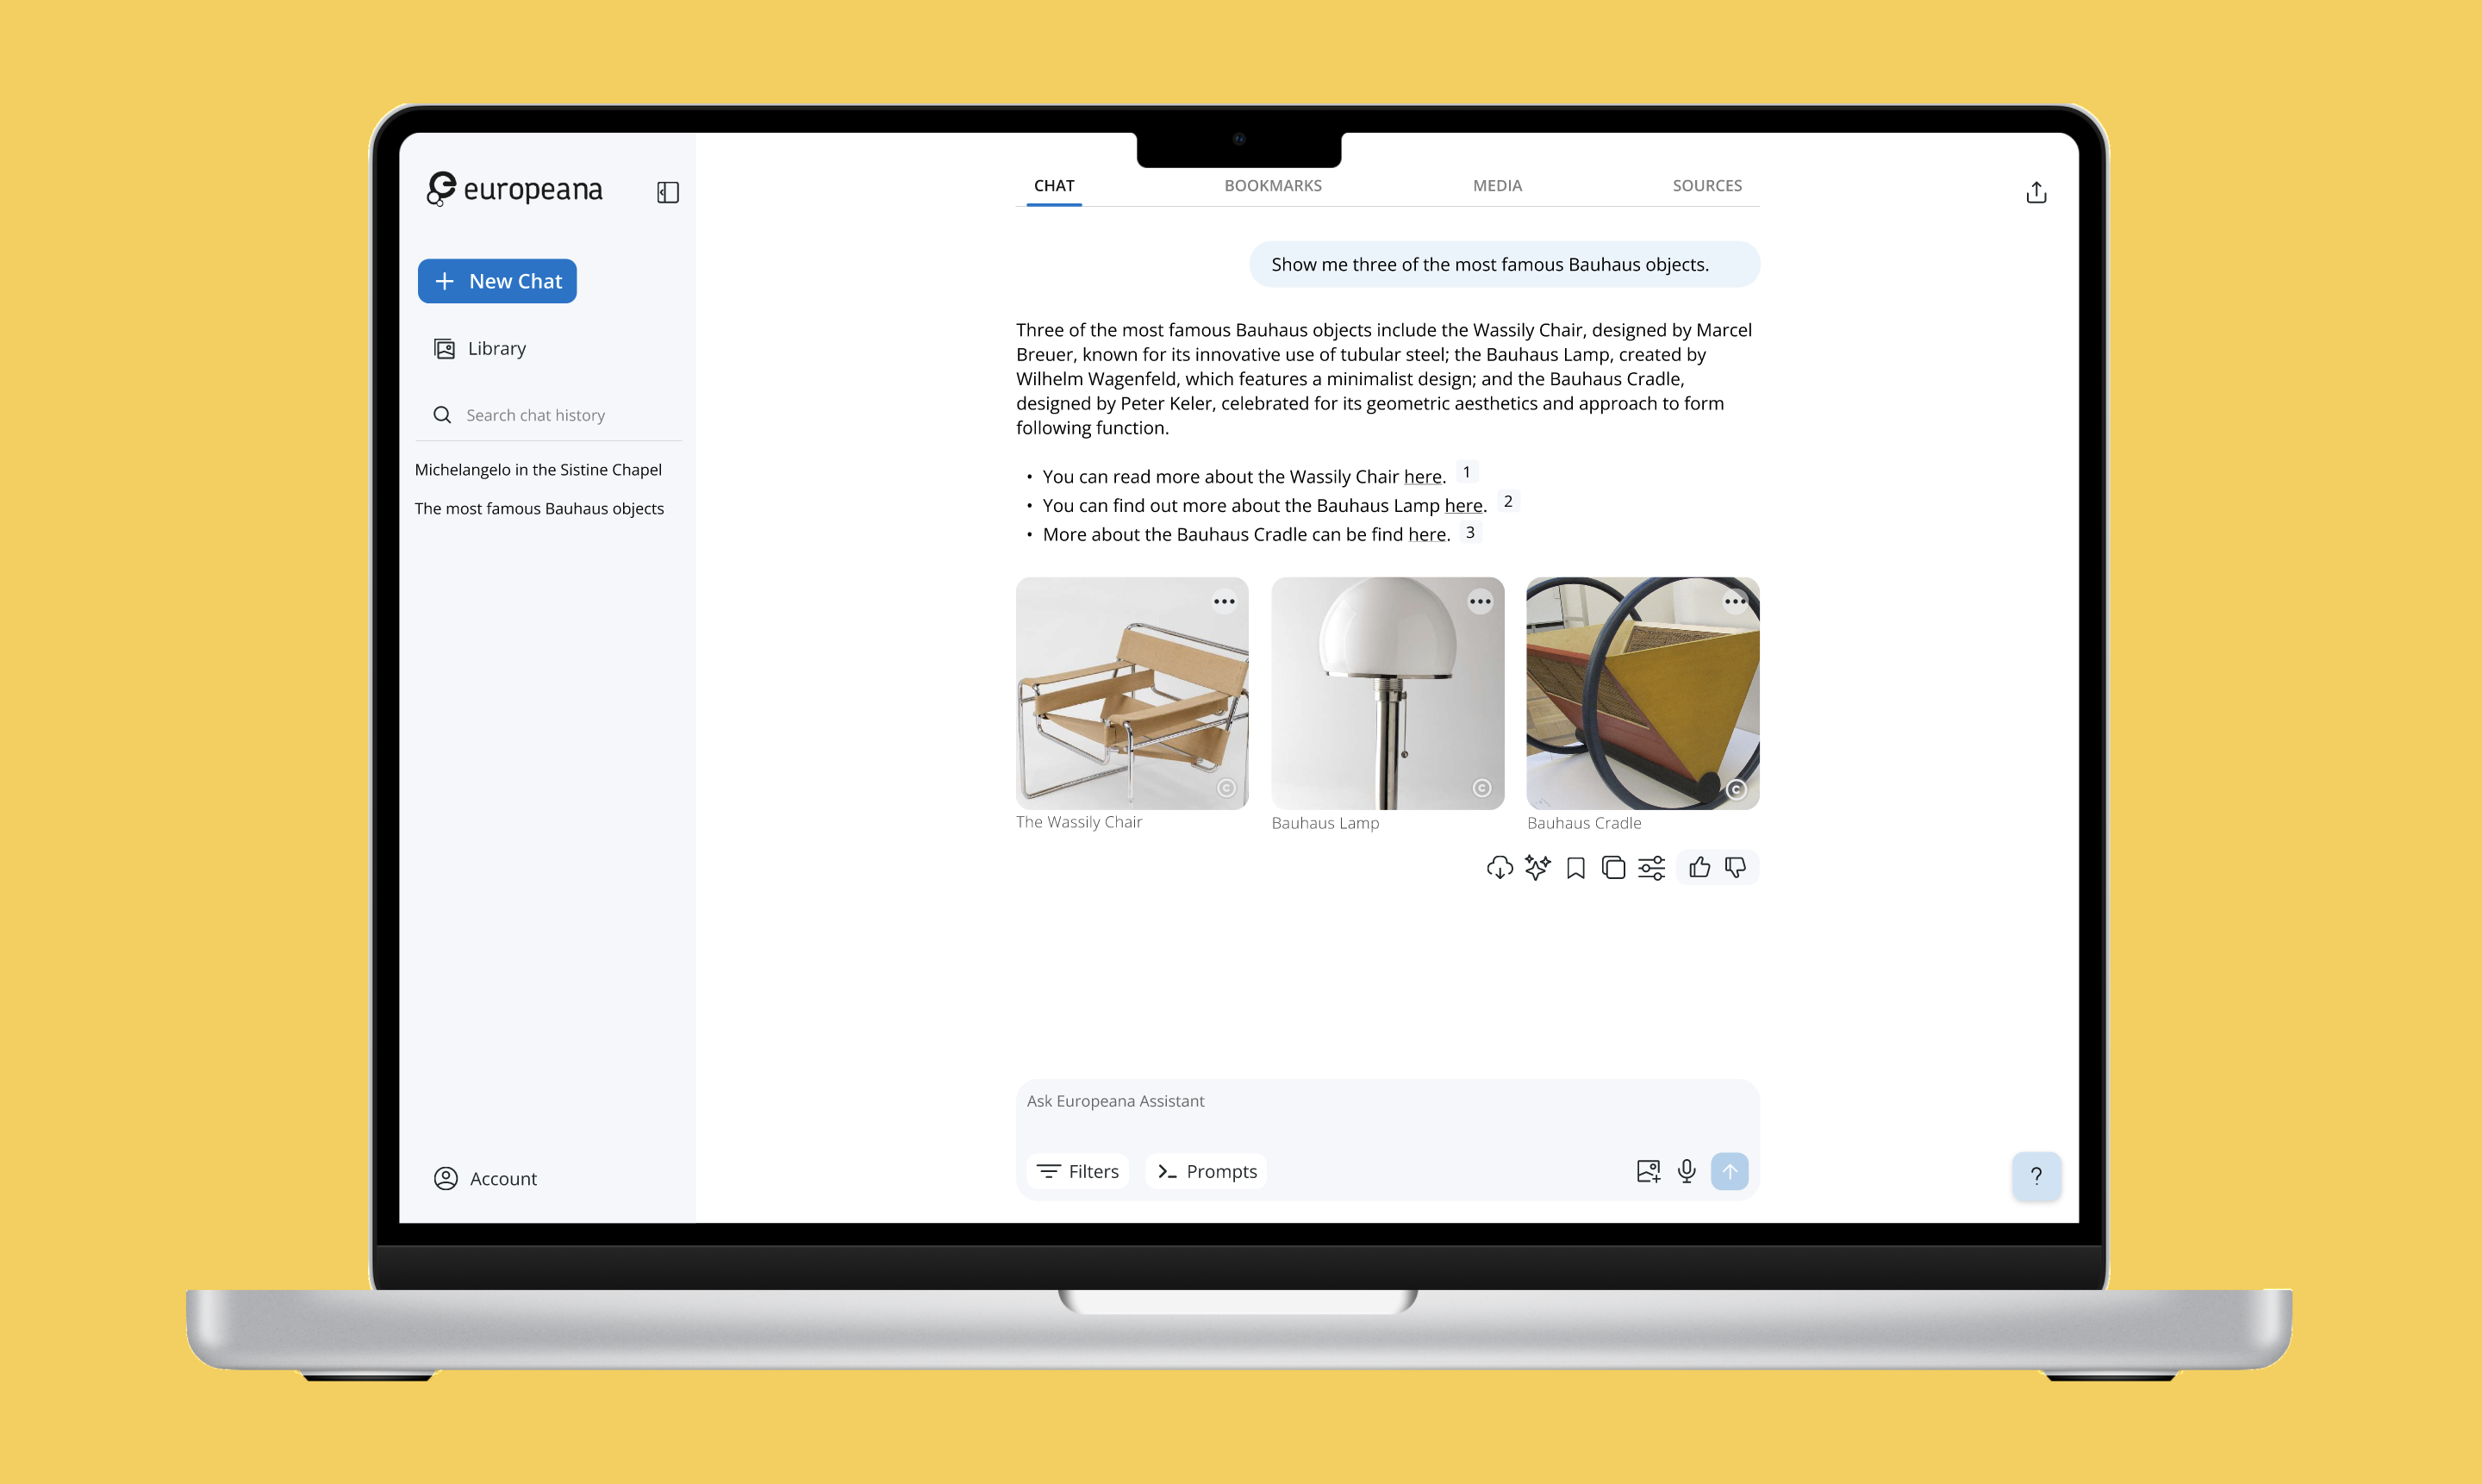 europeana
New Chat
Library
Search chat history
Michelangelo in the Sistine Chapel
The most famous Bauhaus objects
Account
CHAT
BOOKMARKS
MEDIA
SOURCES
Show me three of the most famous Bauhaus objects.
Three of the most famous Bauhaus objects include the Wassily Chair, designed by Marcel
Breuer, known for its innovative use of tubular steel; the Bauhaus Lamp, created by
Wilhelm Wagenfeld, which features a minimalist design; and the Bauhaus Cradle,
designed by Peter Keler, celebrated for its geometric aesthetics and approach to form
following function.
• You can read more about the Wassily Chair here. 1
• You can find out more about the Bauhaus Lamp here. 2
• More about the Bauhaus Cradle can be find here. 3
©
©
©
The Wassily Chair
Bauhaus Lamp
Bauhaus Cradle
Ask Europeana Assistant
Filters
Prompts
?